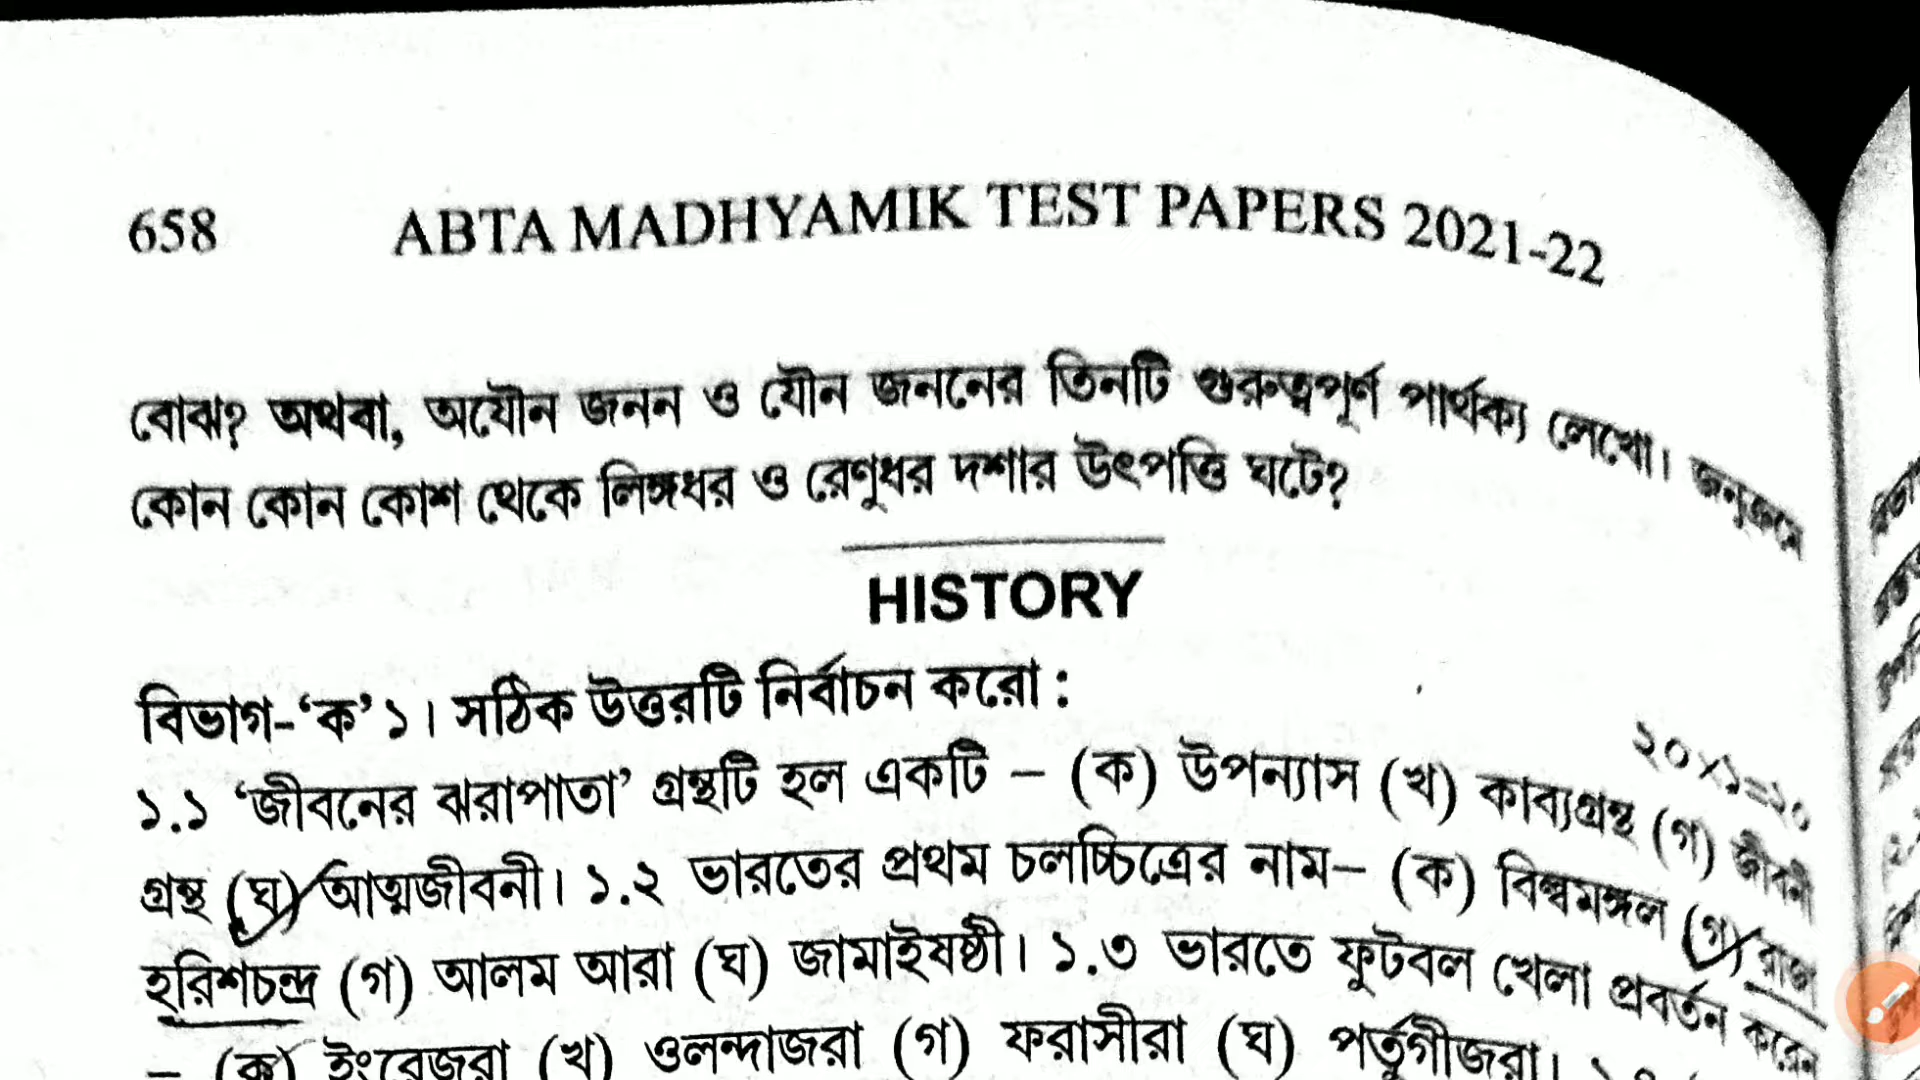 658 ABTA MADHYAMIK TEST PAPERS 2021-22
বোঝ? অথবা, অযৌন জনন ও যৌন জননের তিনটি গুরুত্বপূর্ণ পার্থক্য লেখো। জনুক্রমে
কোন কোন কোশ থেকে লিঙ্গধর ও রেণুধর দশার উৎপত্তি ঘটে?
HISTORY
বিভাগ-‘ক’ ১। সঠিক উত্তরটি নির্বাচন করো :
২০×১=২০
১.১ ‘জীবনের ঝরাপাতা’ গ্রন্থটি হল একটি – (ক) উপন্যাস (খ) কাব্যগ্রন্থ (গ) জীবনী
গ্রন্থ (ঘ) আত্মজীবনী। ১.২ ভারতের প্রথম চলচ্চিত্রের নাম– (ক) বিল্বমঙ্গল (গ) রাজা
হরিশচন্দ্র (গ) আলম আরা (ঘ) জামাইষষ্ঠী। ১.৩ ভারতে ফুটবল খেলা প্রবর্তন করেন
– (ক) ইংরেজরা (খ) ওলন্দাজরা (গ) ফরাসীরা (ঘ) পর্তুগীজরা।